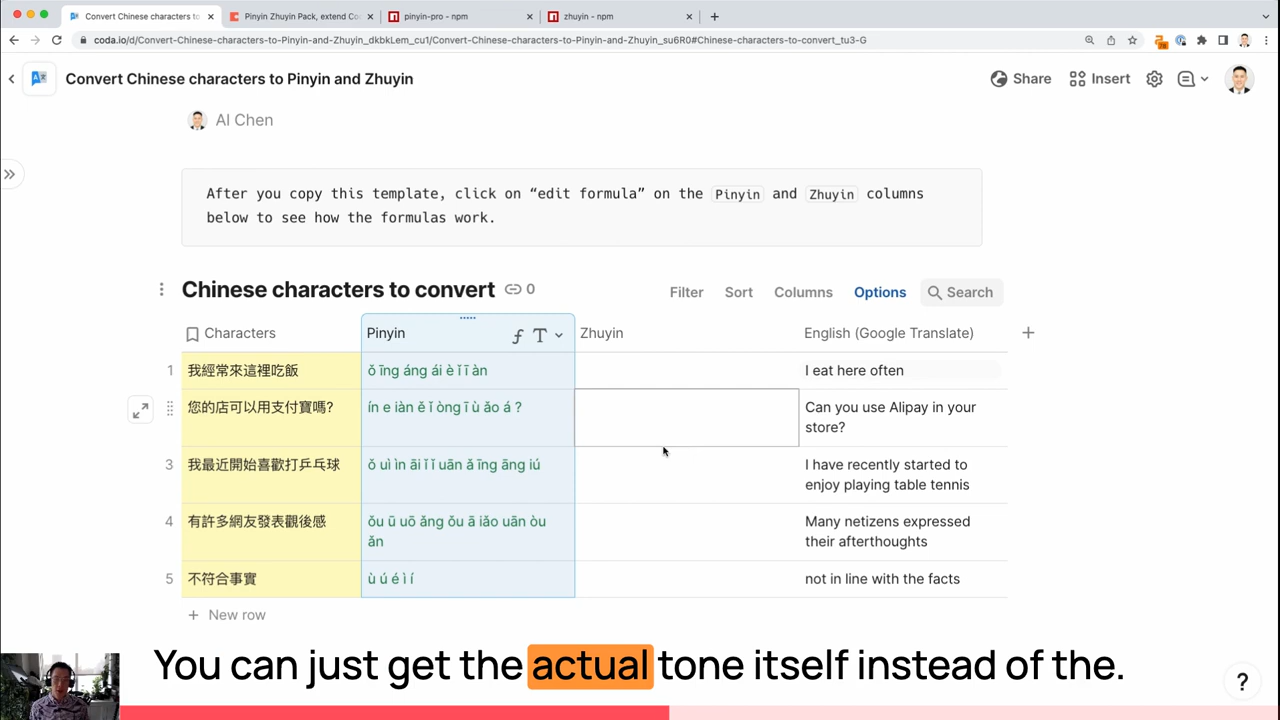 Convert Chinese characters to
Pinyin Zhuyin Pack, extend Co
pinyin-pro - npm
zhuyin - npm
coda.io/d/Convert-Chinese-characters-to-Pinyin-and-Zhuyin_dkbkLem_cu1/Convert-Chinese-characters-to-Pinyin-and-Zhuyin_su6R0#Chinese-characters-to-convert_tu3-G
Convert Chinese characters to Pinyin and Zhuyin
Share
Insert
Al Chen
After you copy this template, click on “edit formula” on the Pinyin and Zhuyin columns
below to see how the formulas work.
Chinese characters to convert
0
Filter
Sort
Columns
Options
Search
Characters
Pinyin
Zhuyin
English (Google Translate)
1
我經常來這裡吃飯
ǒ īng áng ái è ǐ ī àn
I eat here often
您的店可以用支付寶嗎?
ín e iàn ě ǐ òng ī ù ǎo á ?
Can you use Alipay in your
store?
3
我最近開始喜歡打乒乓球
ǒ uì ìn āi ǐ ǐ uān ǎ īng āng iú
I have recently started to
enjoy playing table tennis
4
有許多網友發表觀後感
ǒu ǔ uō ǎng ǒu ā iǎo uān òu
ǎn
Many netizens expressed
their afterthoughts
5
不符合事實
ù ú é ì í
not in line with the facts
New row
You can just get the actual tone itself instead of the.
?